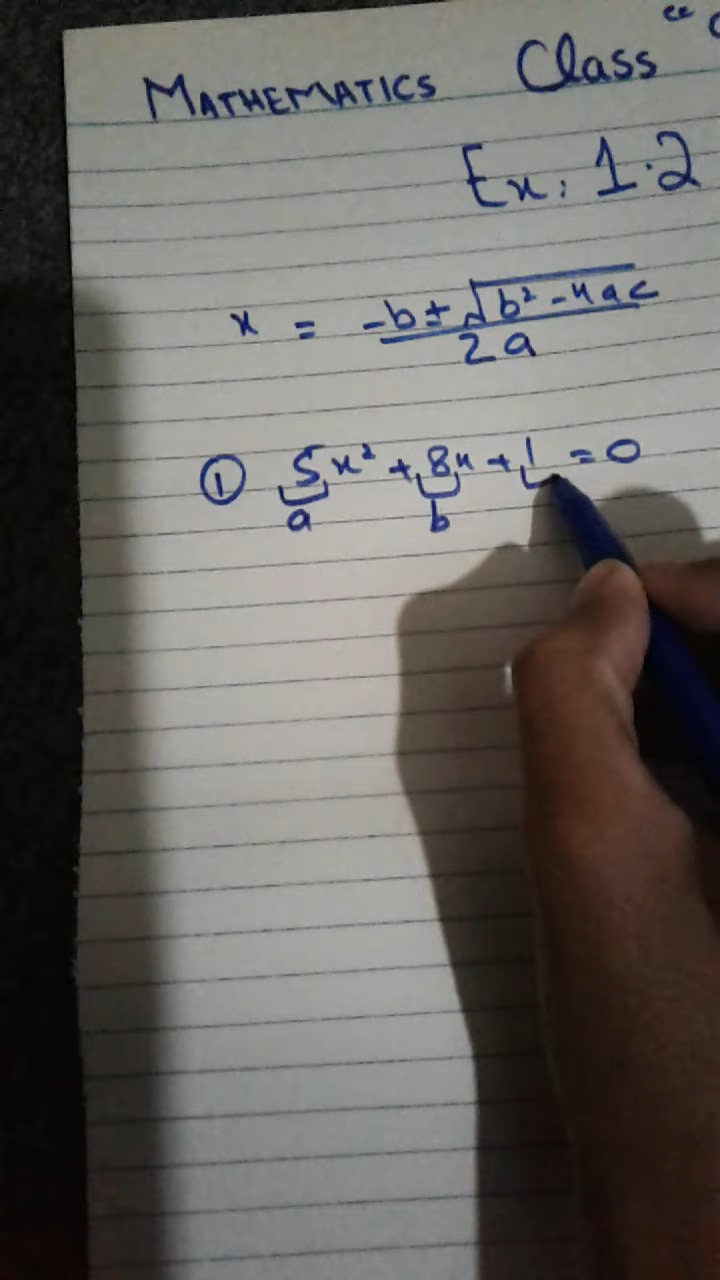 MATHEMATICS Class "
Ex: 1.2
x = -b ± √b² - 4ac
2a
① 5x² + 8x + 1 = 0
a b